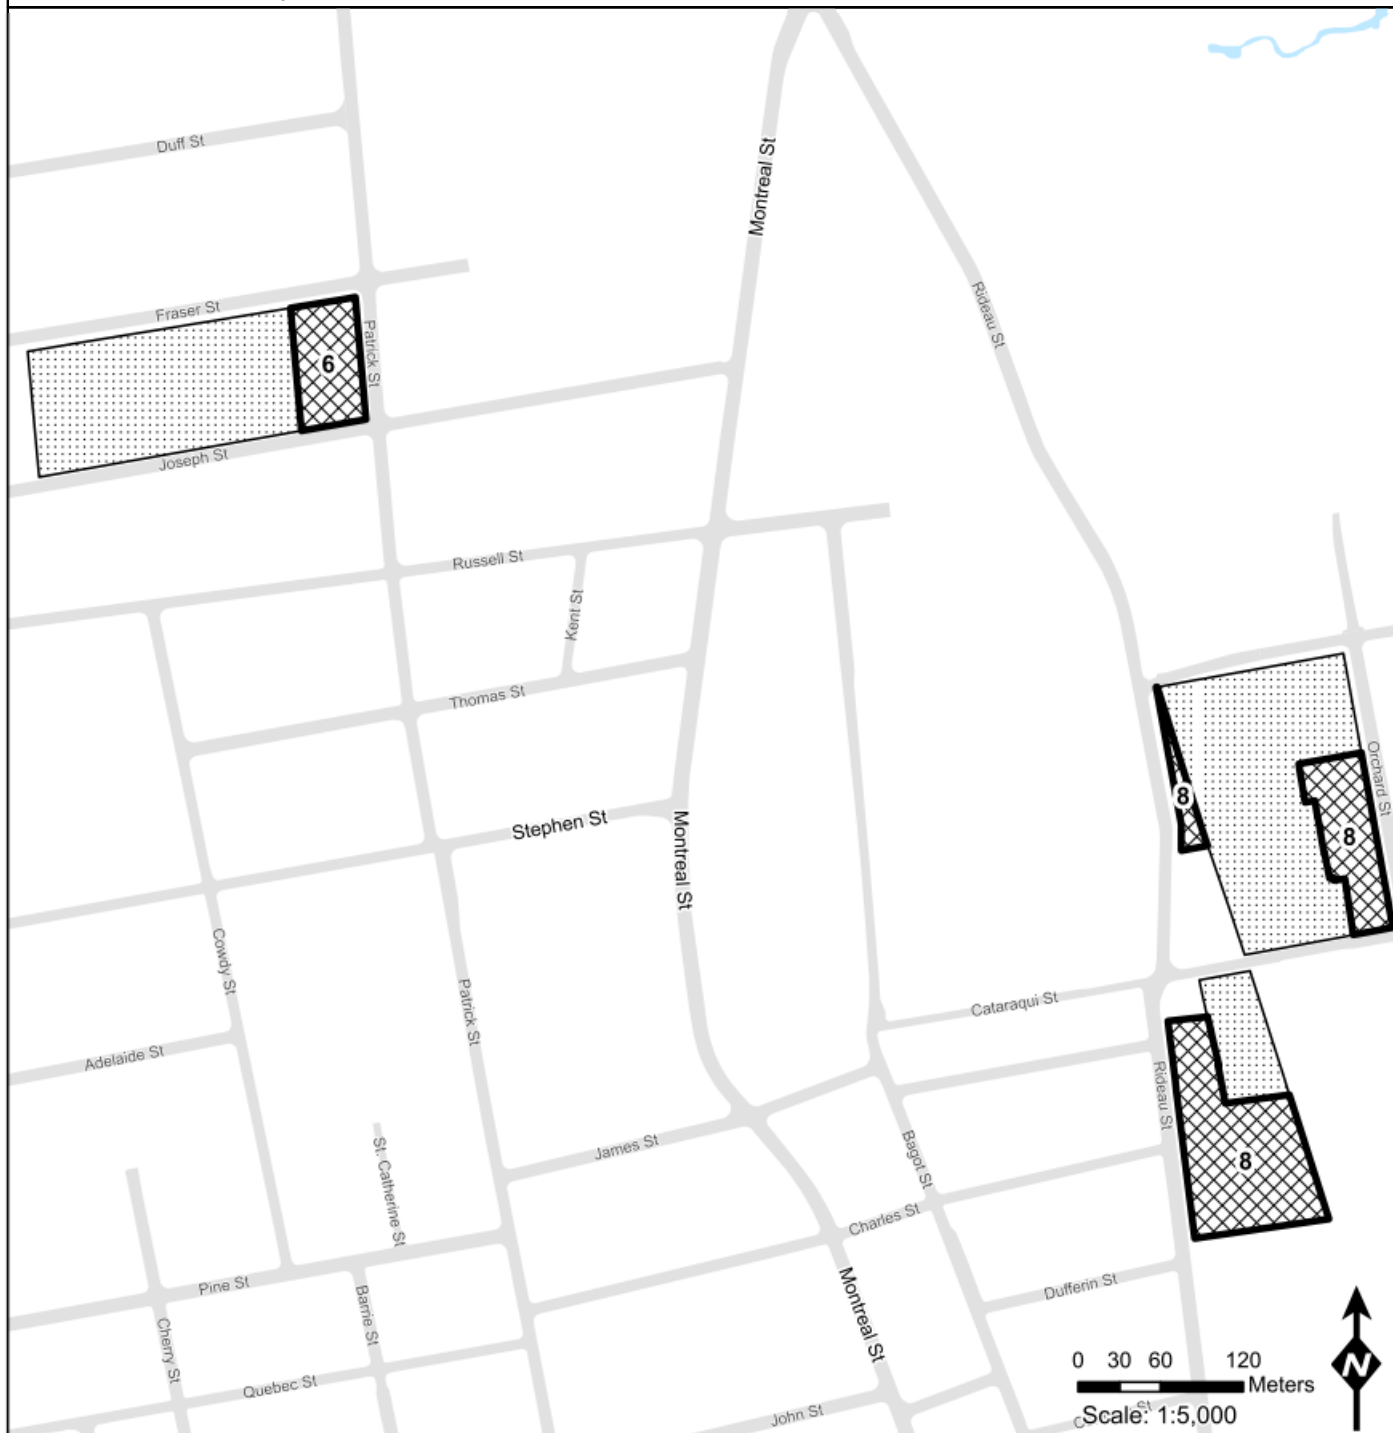 Duff St
Montreal St
Fraser St
Rideau St
Patrick St
6
Joseph St
Russell St
Kent St
Thomas St
Orchard St
8
8
Stephen St
Montreal St
Cowdy St
Patrick St
Cataraqui St
Adelaide St
Rideau St
James St
Bagot St
St. Catherine St
8
Charles St
Pine St
Dufferin St
Barrie St
Montreal St
Cherry St
Quebec St
0 30 60 120
Meters
N
John St
Scale: 1:5,000
St